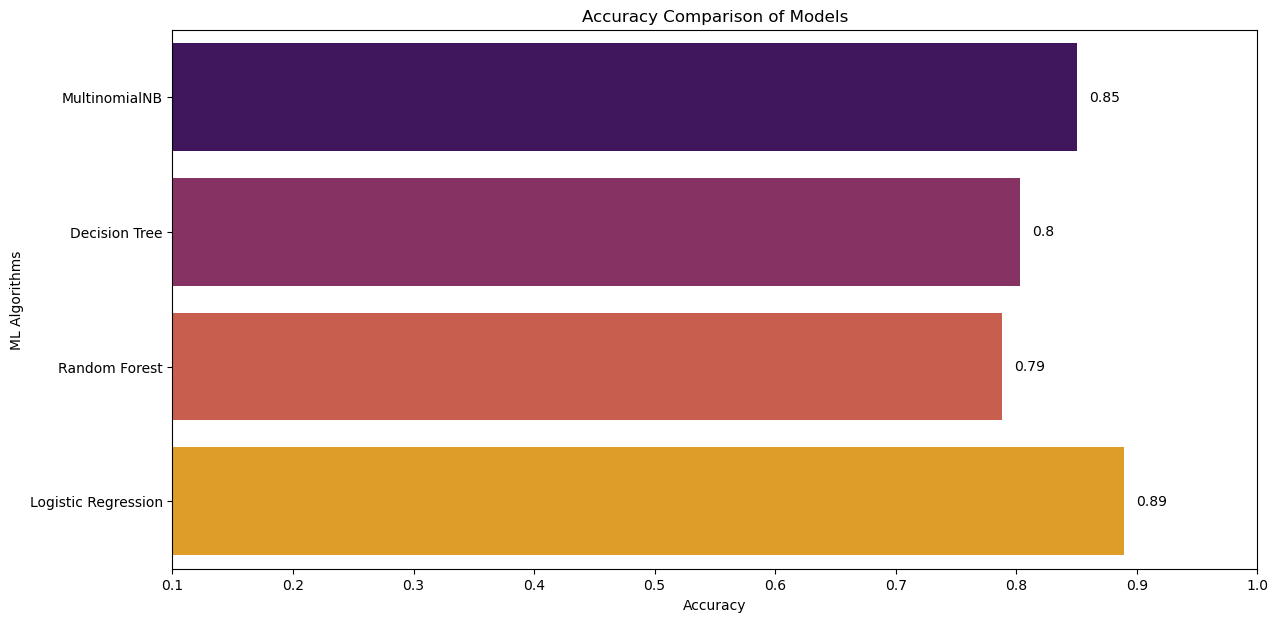 Accuracy Comparison of Models
ML Algorithms
MultinomialNB
0.85
Decision Tree
0.8
Random Forest
0.79
Logistic Regression
0.89
0.1 0.2 0.3 0.4 0.5 0.6 0.7 0.8 0.9 1.0
Accuracy